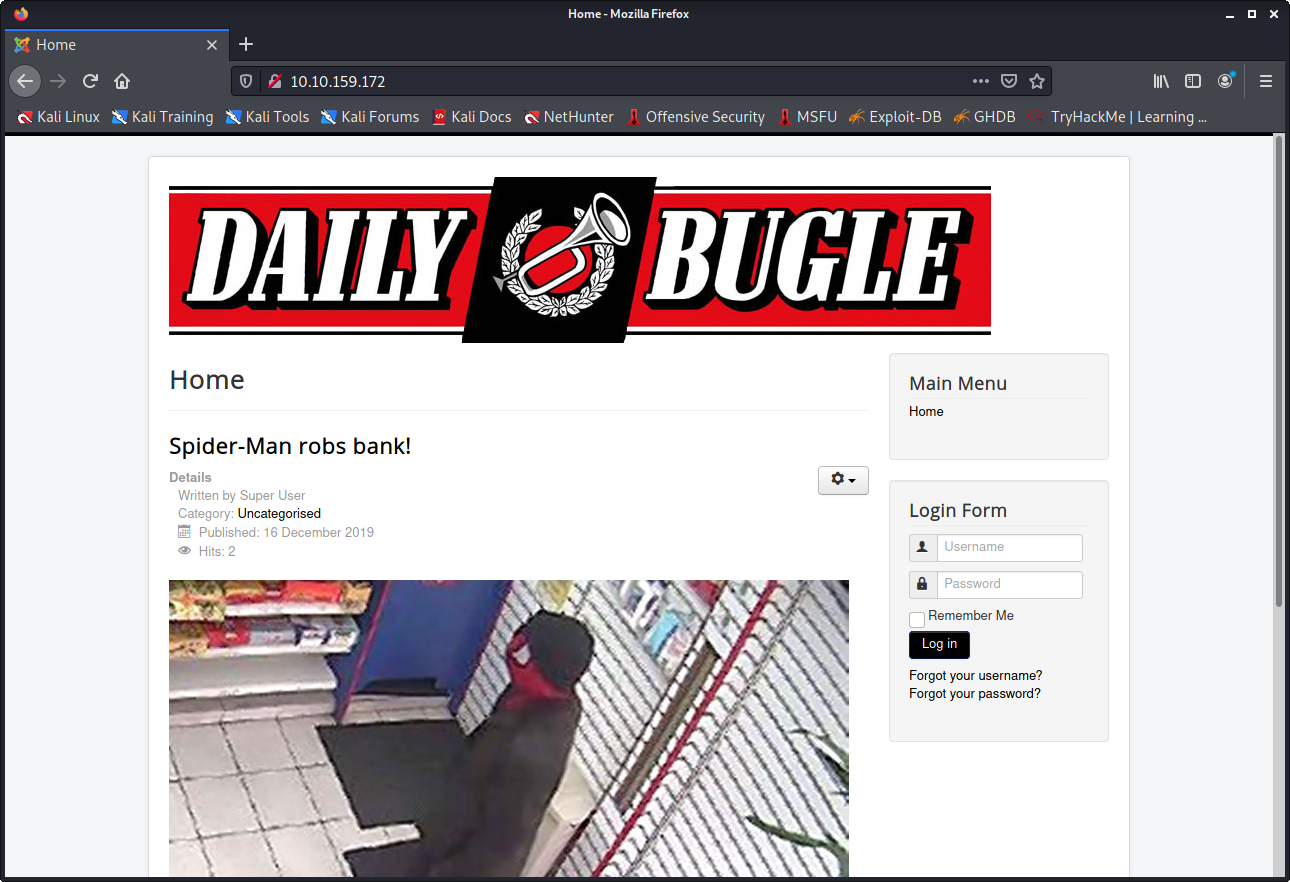 Home - Mozilla Firefox
Home
10.10.159.172
Kali Linux Kali Training Kali Tools Kali Forums Kali Docs NetHunter Offensive Security MSFU Exploit-DB GHDB TryHackMe | Learning ...
DAILY BUGLE
Home
Spider-Man robs bank!
Details
Written by Super User
Category: Uncategorised
Published: 16 December 2019
Hits: 2
Main Menu
Home
Login Form
Username
Password
Remember Me
Log in
Forgot your username?
Forgot your password?